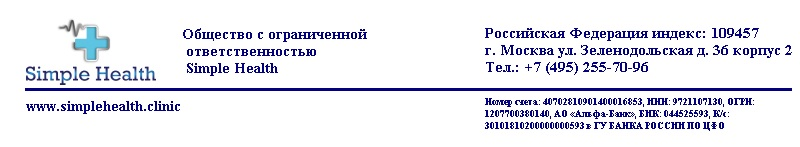 Simple Health
Общество с ограниченной
ответственностью
Simple Health
Российская Федерация индекс: 109457
г. Москва ул. Зеленодольская д. 36 корпус 2
Тел.: +7 (495) 255-70-96
www.simplehealth.clinic
Номер счета: 40702810901400016853, ИНН: 9721107130, ОГРН:
1207700380140, АО «Альфа-Банк», БИК: 044525593, К/с:
30101810200000000593 в ГУ БАНКА РОССИИ ПО ЦФО